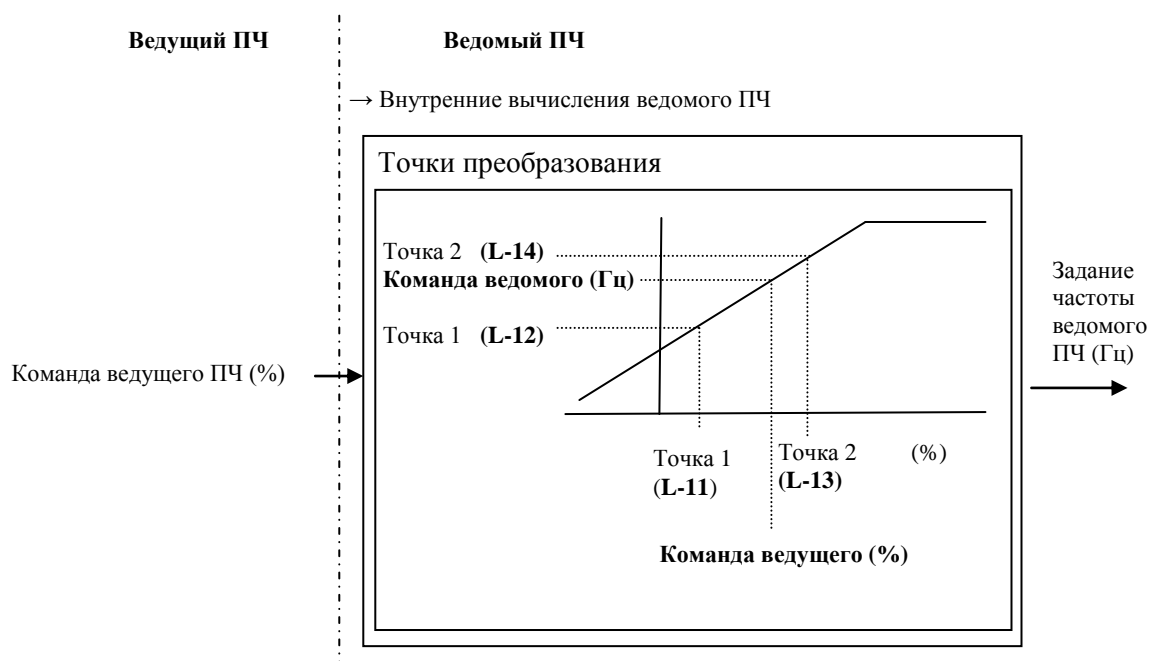 Ведущий ПЧ
Ведомый ПЧ
→ Внутренние вычисления ведомого ПЧ
Точки преобразования
Точка 2 (L-14)
Команда ведомого (Гц)
Точка 1 (L-12)
Команда ведущего ПЧ (%)
Задание
частоты
ведомого
ПЧ (Гц)
Точка 1
(L-11)
Точка 2
(L-13)
(%)
Команда ведущего (%)